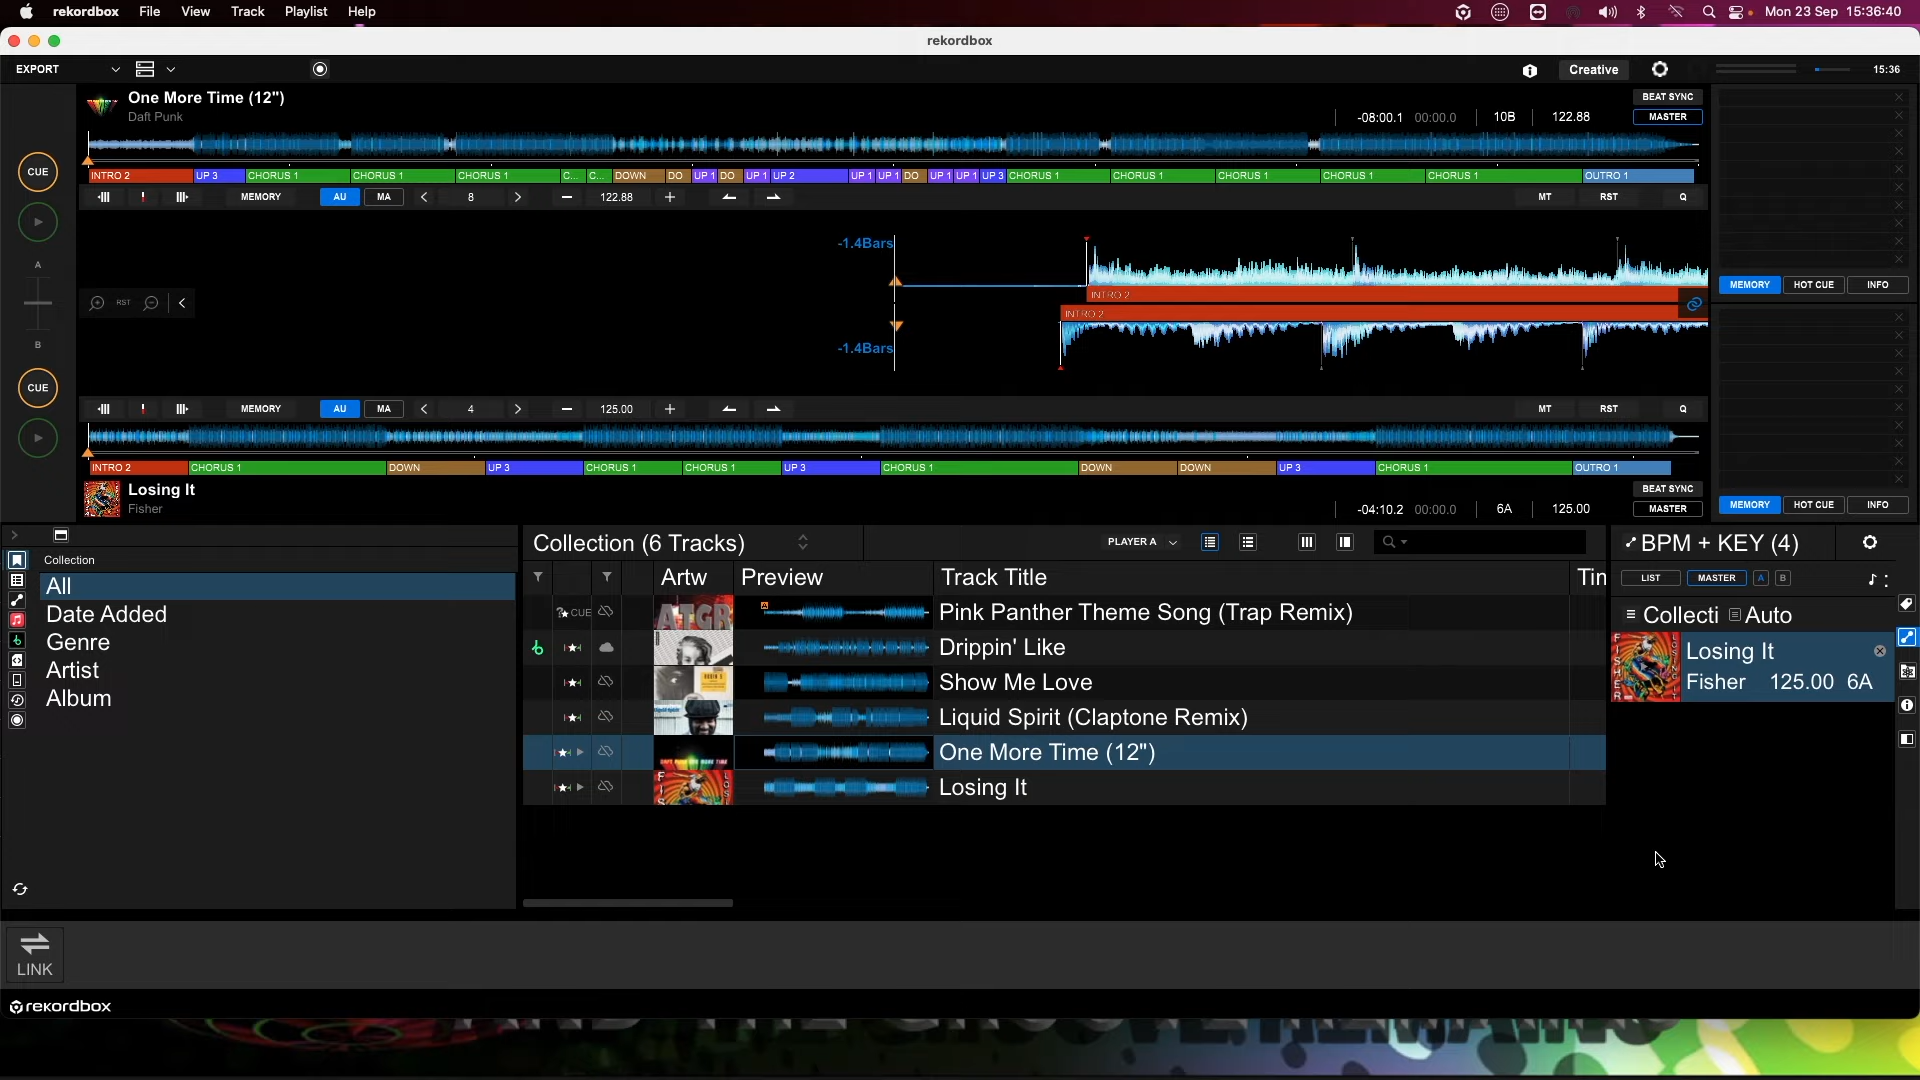 rekordbox File View Track Playlist Help Mon 23 Sep 15:36:40
rekordbox
EXPORT Creative 15:36
One More Time (12")
Daft Punk
-08:00.1 00:00.0 10B 122.88
BEAT SYNC
MASTER
CUE
INTRO 2 UP 3 CHORUS 1 CHORUS 1 CHORUS 1 C... C... DOWN DO UP 1 DO UP 1 UP 2 UP 1 UP 1 DO UP 1 UP 1 UP 3 CHORUS 1 CHORUS 1 CHORUS 1 CHORUS 1 CHORUS 1 OUTRO 1
MEMORY AU MA 8 122.88 MT RST Q
A
-1.4Bars
INTRO 2
MEMORY HOT CUE INFO
RST
INTRO 2
B
-1.4Bars
CUE
MEMORY AU MA 4 125.00 MT RST Q
INTRO 2 CHORUS 1 DOWN UP 3 CHORUS 1 CHORUS 1 UP 3 CHORUS 1 DOWN DOWN UP 3 CHORUS 1 OUTRO 1
Losing It
Fisher
-04:10.2 00:00.0 6A 125.00
BEAT SYNC
MASTER
MEMORY HOT CUE INFO
Collection
All
Date Added
Genre
Artist
Album
Collection (6 Tracks) PLAYER A
Artw Preview Track Title Tin
CUE Pink Panther Theme Song (Trap Remix)
Drippin' Like
Show Me Love
Liquid Spirit (Claptone Remix)
One More Time (12")
Losing It
BPM + KEY (4)
LIST MASTER A B
Collecti Auto
Losing It
Fisher 125.00 6A
LINK
rekordbox